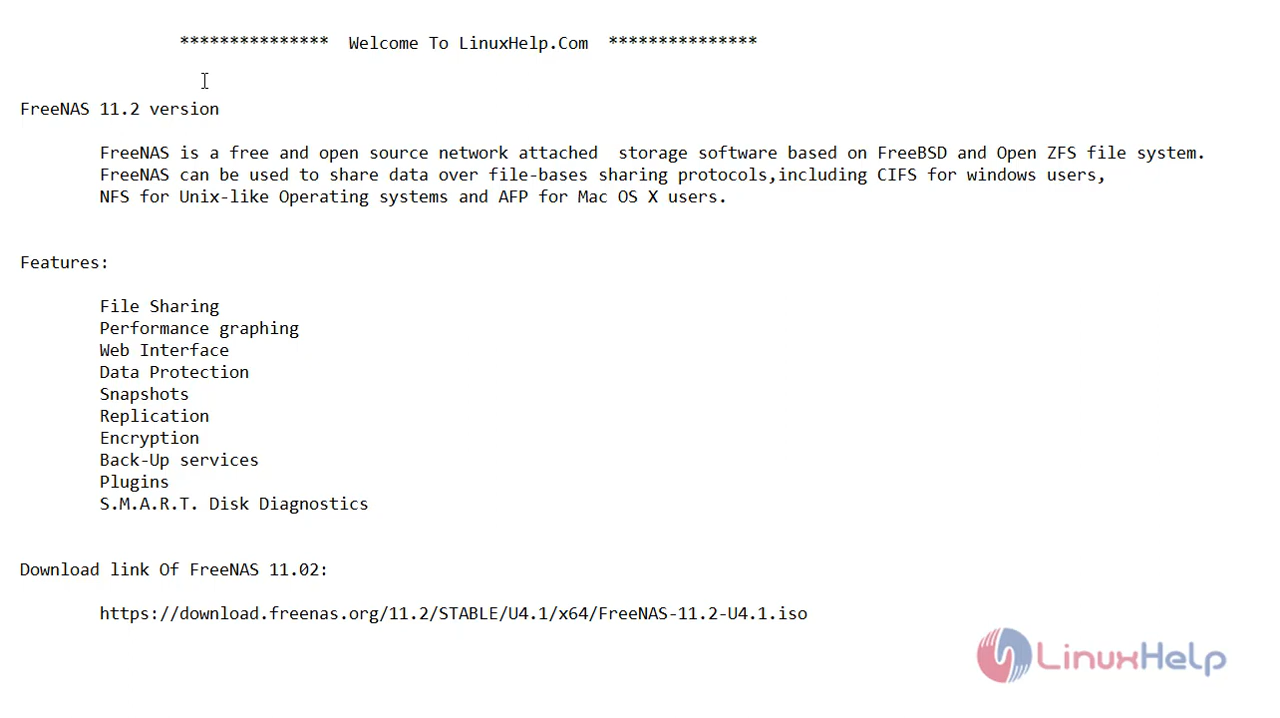 *************** Welcome To LinuxHelp.Com ***************
FreeNAS 11.2 version
FreeNAS is a free and open source network attached  storage software based on FreeBSD and Open ZFS file system.
FreeNAS can be used to share data over file-bases sharing protocols,including CIFS for windows users,
NFS for Unix-like Operating systems and AFP for Mac OS X users.
Features:
File Sharing
Performance graphing
Web Interface
Data Protection
Snapshots
Replication
Encryption
Back-Up services
Plugins
S.M.A.R.T. Disk Diagnostics
Download link Of FreeNAS 11.02:
https://download.freenas.org/11.2/STABLE/U4.1/x64/FreeNAS-11.2-U4.1.iso
LinuxHelp